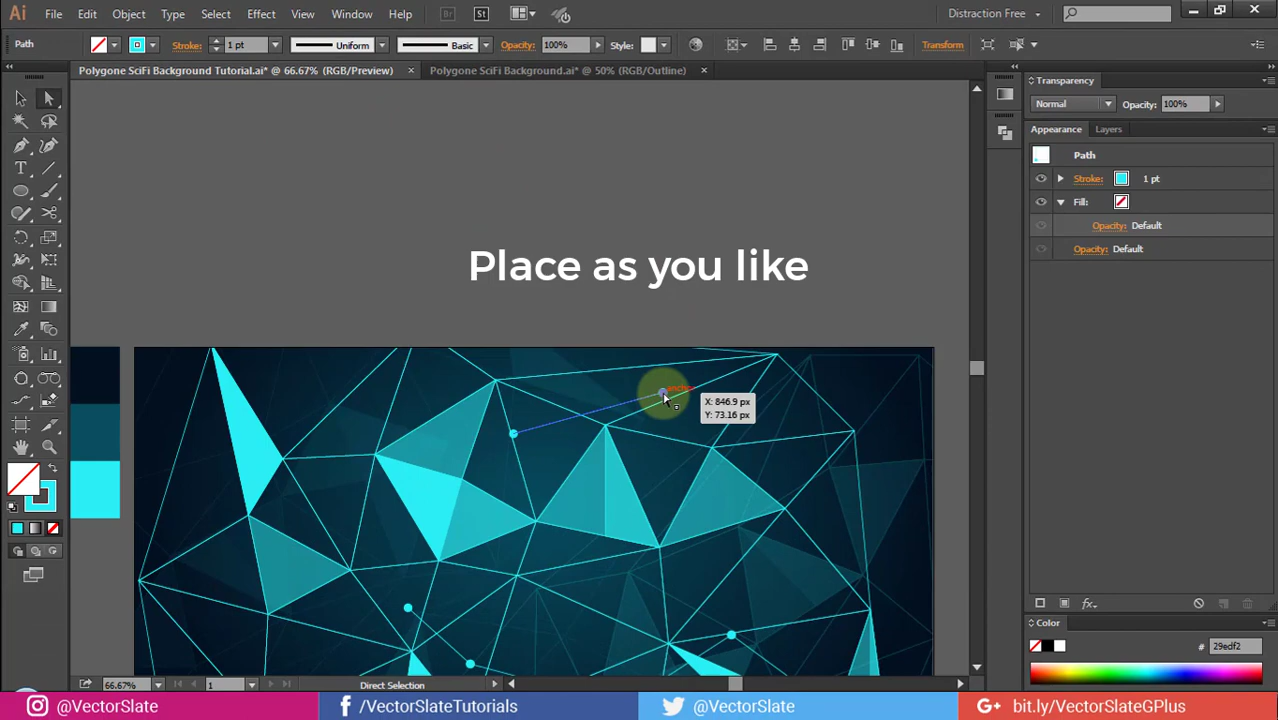 Ai File Edit Object Type Select Effect View Window Help Br St Distraction Free
Path Stroke: 1 pt Uniform Basic Opacity: 100% Style: Transform
Polygone SciFi Background Tutorial.ai* @ 66.67% (RGB/Preview) × Polygone SciFi Background.ai* @ 50% (RGB/Outline) ×
Transparency
Normal Opacity: 100%
Appearance Layers
Path
Stroke: 1 pt
Fill:
Opacity: Default
Opacity: Default
Place as you like
anchor
X: 846.9 px
Y: 73.16 px
fx
Color
# 29edf2
66.67% 1 Direct Selection
@VectorSlate /VectorSlateTutorials @VectorSlate G+ bit.ly/VectorSlateGPlus